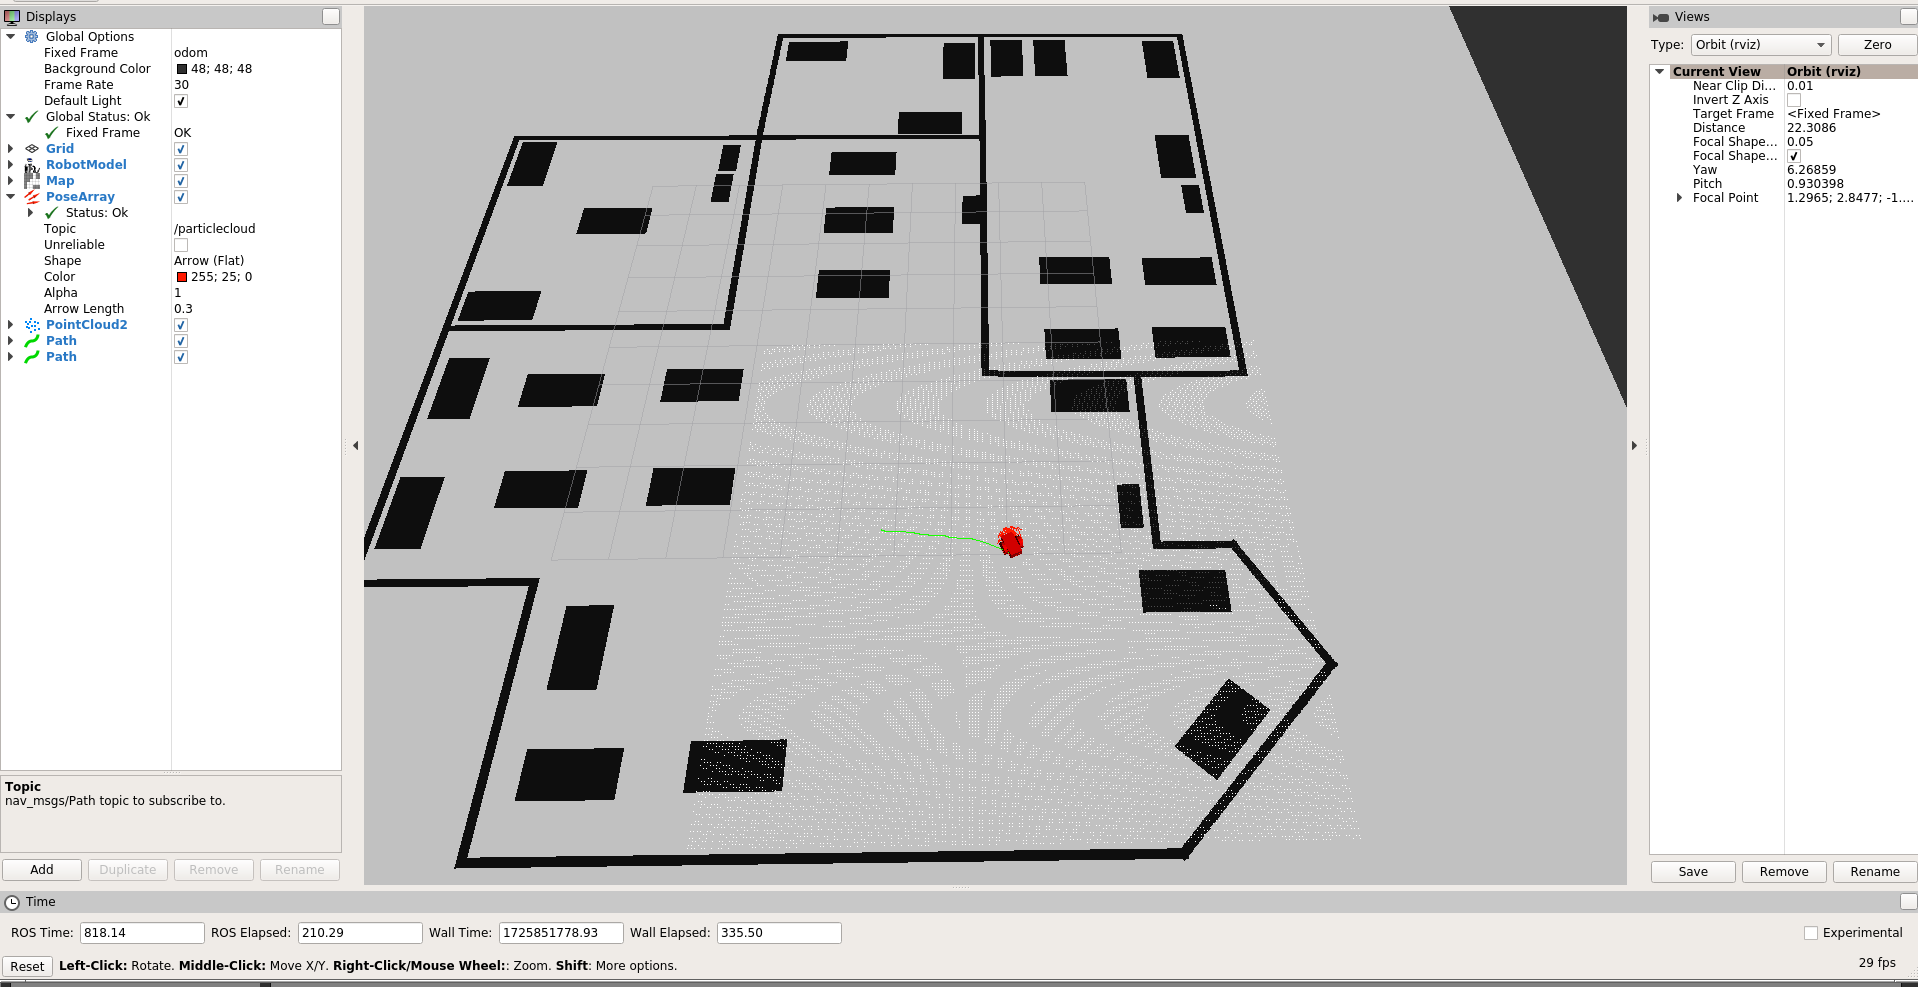 Displays
Global Options
Fixed Frame odom
Background Color 48; 48; 48
Frame Rate 30
Default Light
Global Status: Ok
Fixed Frame OK
Grid
RobotModel
Map
PoseArray
Status: Ok
Topic /particlecloud
Unreliable
Shape Arrow (Flat)
Color 255; 25; 0
Alpha 1
Arrow Length 0.3
PointCloud2
Path
Path
Topic
nav_msgs/Path topic to subscribe to.
Add Duplicate Remove Rename
Views
Type: Orbit (rviz) Zero
Current View Orbit (rviz)
Near Clip Di... 0.01
Invert Z Axis
Target Frame <Fixed Frame>
Distance 22.3086
Focal Shape... 0.05
Focal Shape...
Yaw 6.26859
Pitch 0.930398
Focal Point 1.2965; 2.8477; -1....
Save Remove Rename
Time
ROS Time: 818.14 ROS Elapsed: 210.29 Wall Time: 1725851778.93 Wall Elapsed: 335.50 Experimental
Reset Left-Click: Rotate. Middle-Click: Move X/Y. Right-Click/Mouse Wheel:: Zoom. Shift: More options. 29 fps